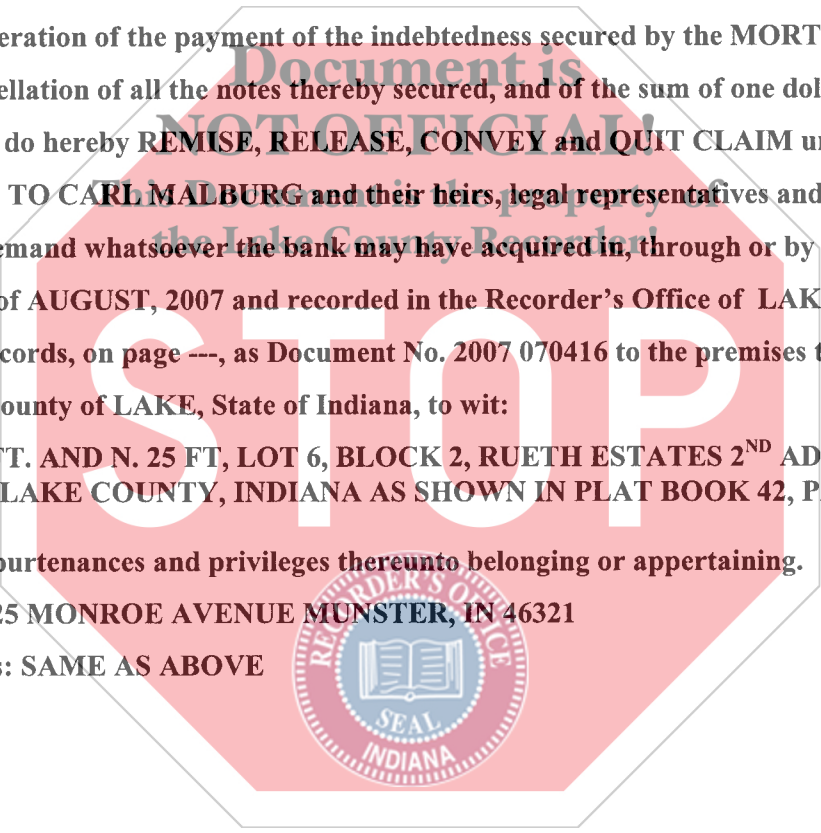 eration of the payment of the indebtedness secured by the MORT
Document is
ellation of all the notes thereby secured, and of the sum of one dol
NOT OFFICIAL!
do hereby REMISE, RELEASE, CONVEY and QUIT CLAIM u
TO CARL MALBURG and their heirs, legal representatives and
This Document is the property of
emand whatsoever the bank may have acquired in, through or by
the Lake County Recorder!
of AUGUST, 2007 and recorded in the Recorder's Office of LAK
STOP
cords, on page ---, as Document No. 2007 070416 to the premises t
ounty of LAKE, State of Indiana, to wit:
T. AND N. 25 FT, LOT 6, BLOCK 2, RUETH ESTATES 2ND AD
LAKE COUNTY, INDIANA AS SHOWN IN PLAT BOOK 42, P
ourtenances and privileges thereunto belonging or appertaining.
25 MONROE AVENUE MUNSTER, IN 46321
s: SAME AS ABOVE
RECORDER'S OFFICE
SEAL
INDIANA